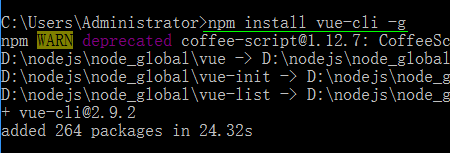 C:\Users\Administrator>npm install vue-cli -g
npm WARN deprecated coffee-script@1.12.7: CoffeeSc
D:\nodejs\node_global\vue -> D:\nodejs\node_global
D:\nodejs\node_global\vue-init -> D:\nodejs\node_g
D:\nodejs\node_global\vue-list -> D:\nodejs\node_g
+ vue-cli@2.9.2
added 264 packages in 24.32s